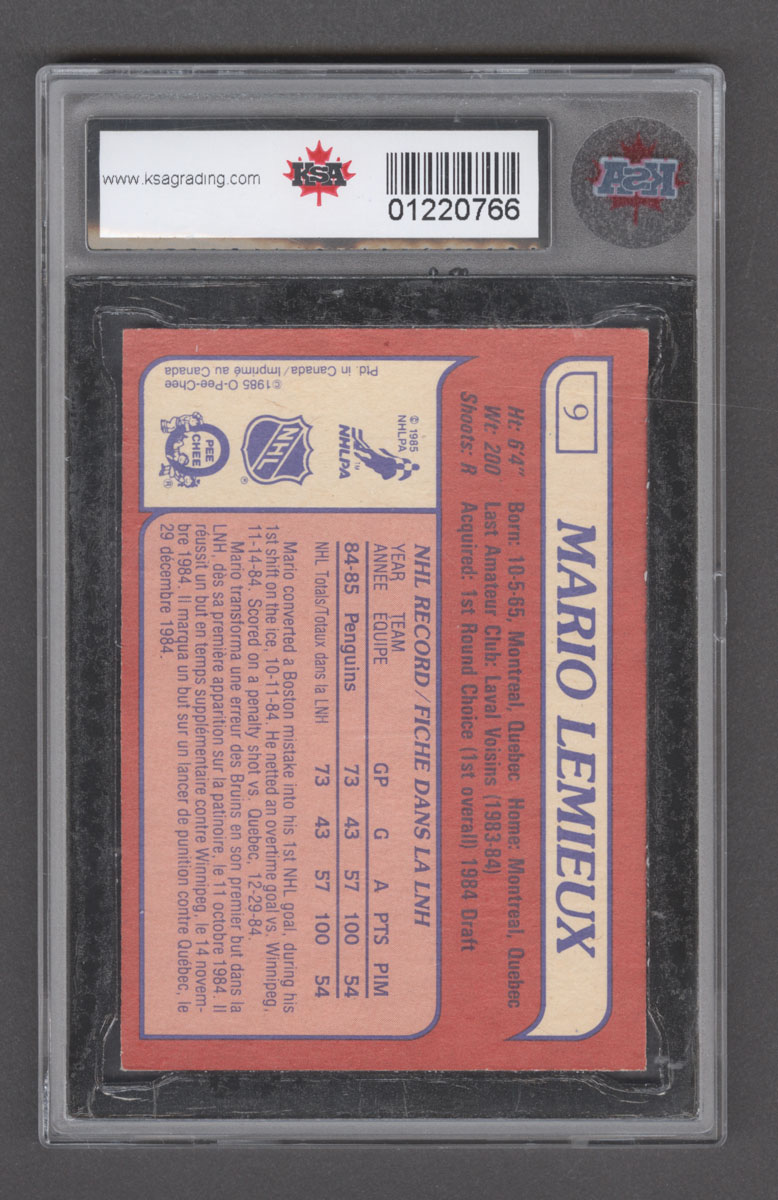 www.ksagrading.com
KSA
01220766
KSA
9
MARIO LEMIEUX
Ht: 6'4" Born: 10-5-65, Montreal, Quebec Home: Montreal, Quebec
Wt: 200 Last Amateur Club: Laval Voisins (1983-84)
Shoots: R Acquired: 1st Round Choice (1st overall) 1984 Draft
© 1985
NHLPA
NHLPA™
NHL
®
O
PEE
CHEE
®
©1985 O-Pee-Chee
Ptd. in Canada/Imprimé au Canada
NHL RECORD/FICHE DANS LA LNH
YEAR TEAM
ANNÉE ÉQUIPE GP G A PTS PIM
84-85 Penguins 73 43 57 100 54
NHL Totals/Totaux dans la LNH 73 43 57 100 54
Mario converted a Boston mistake into his 1st NHL goal, during his
1st shift on the ice, 10-11-84. He netted an overtime goal vs. Winnipeg,
11-14-84. Scored on a penalty shot vs. Quebec, 12-29-84.
Mario transforma une erreur des Bruins en son premier but dans la
LNH, dès sa première apparition sur la patinoire, le 11 octobre 1984. Il
réussit un but en temps supplémentaire contre Winnipeg, le 14 novem-
bre 1984. Il marqua un but sur un lancer de punition contre Québec, le
29 décembre 1984.